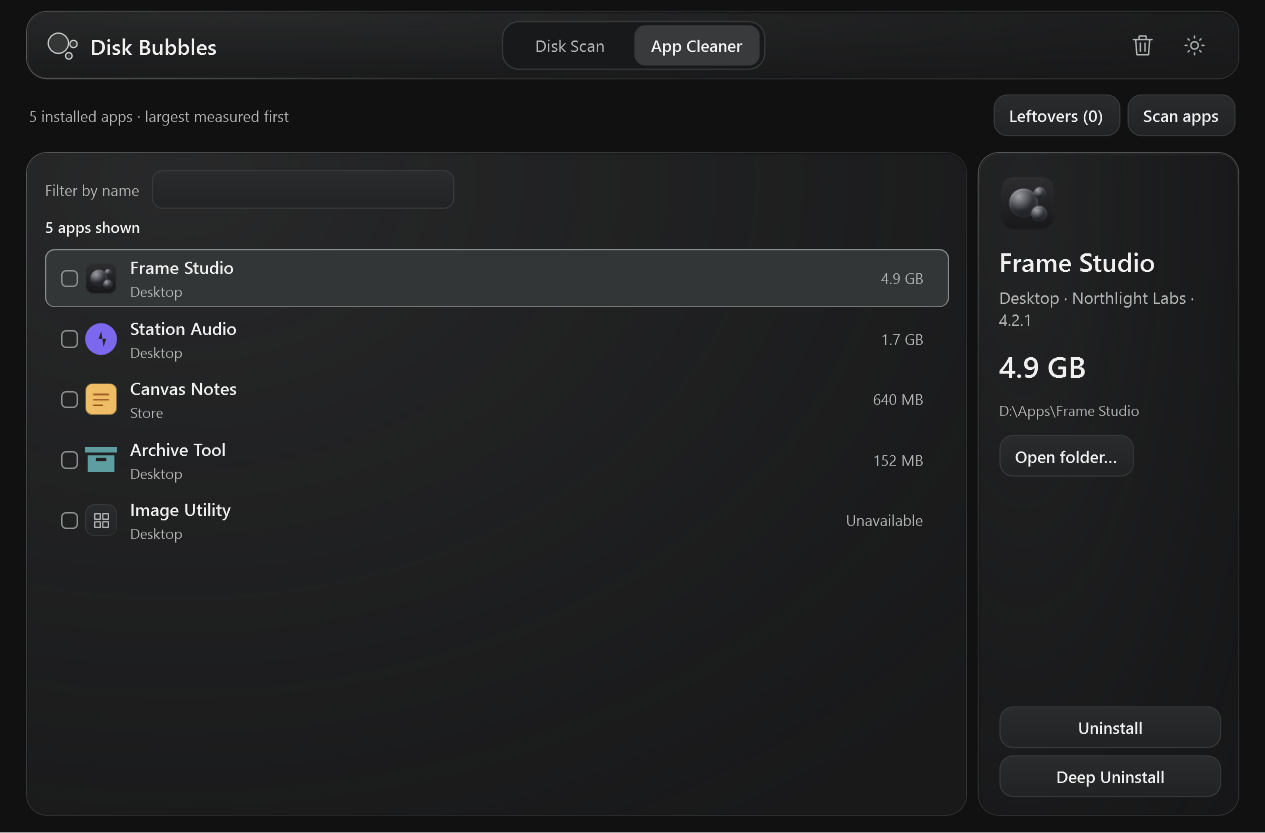 Disk Bubbles
Disk Scan
App Cleaner
5 installed apps · largest measured first
Leftovers (0)
Scan apps
Filter by name
5 apps shown
Frame Studio
Desktop
4.9 GB
Station Audio
Desktop
1.7 GB
Canvas Notes
Store
640 MB
Archive Tool
Desktop
152 MB
Image Utility
Desktop
Unavailable
Frame Studio
Desktop · Northlight Labs ·
4.2.1
4.9 GB
D:\Apps\Frame Studio
Open folder...
Uninstall
Deep Uninstall